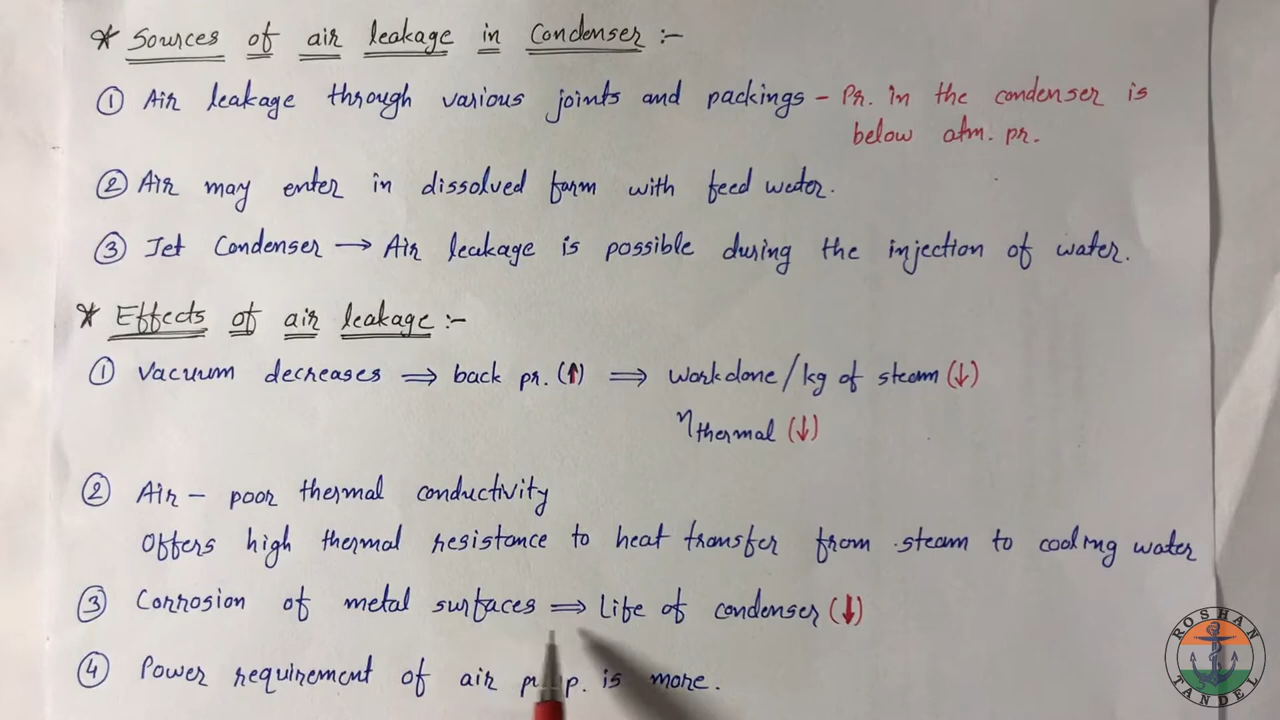 * Sources of air leakage in Condenser :-
① Air leakage through various joints and packings – Pr. in the condenser is
below atm. pr.
② Air may enter in dissolved form with feed water.
③ Jet Condenser → Air leakage is possible during the injection of water.
* Effects of air leakage :-
① Vacuum decreases ⇒ back pr. (↑) ⇒ workdone/kg of steam (↓)
η thermal (↓)
② Air – poor thermal conductivity
Offers high thermal resistance to heat transfer from steam to cooling water
③ Corrosion of metal surfaces ⇒ Life of condenser (↓)
④ Power requirement of air is more.
ROSHAN
TANDEL